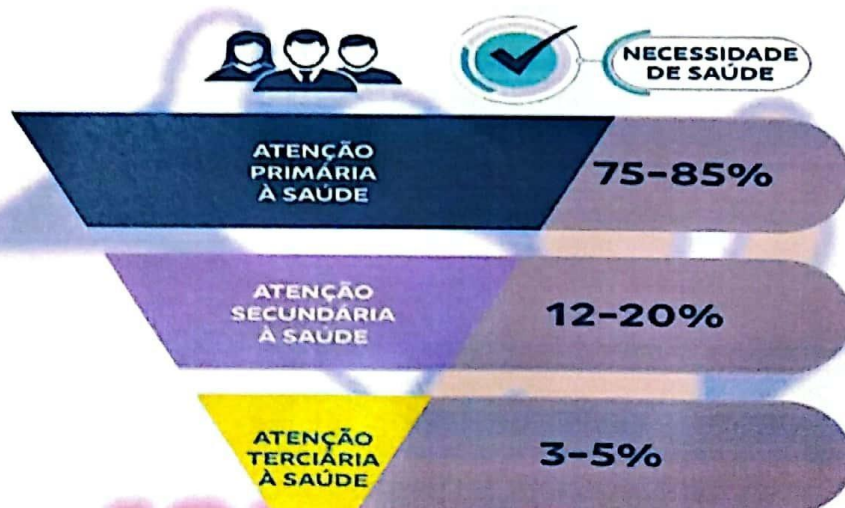 NECESSIDADE
DE SAÚDE
ATENÇÃO
PRIMÁRIA
À SAÚDE
75-85%
ATENÇÃO
SECUNDÁRIA
À SAÚDE
12-20%
ATENÇÃO
TERCIÁRIA
À SAÚDE
3-5%